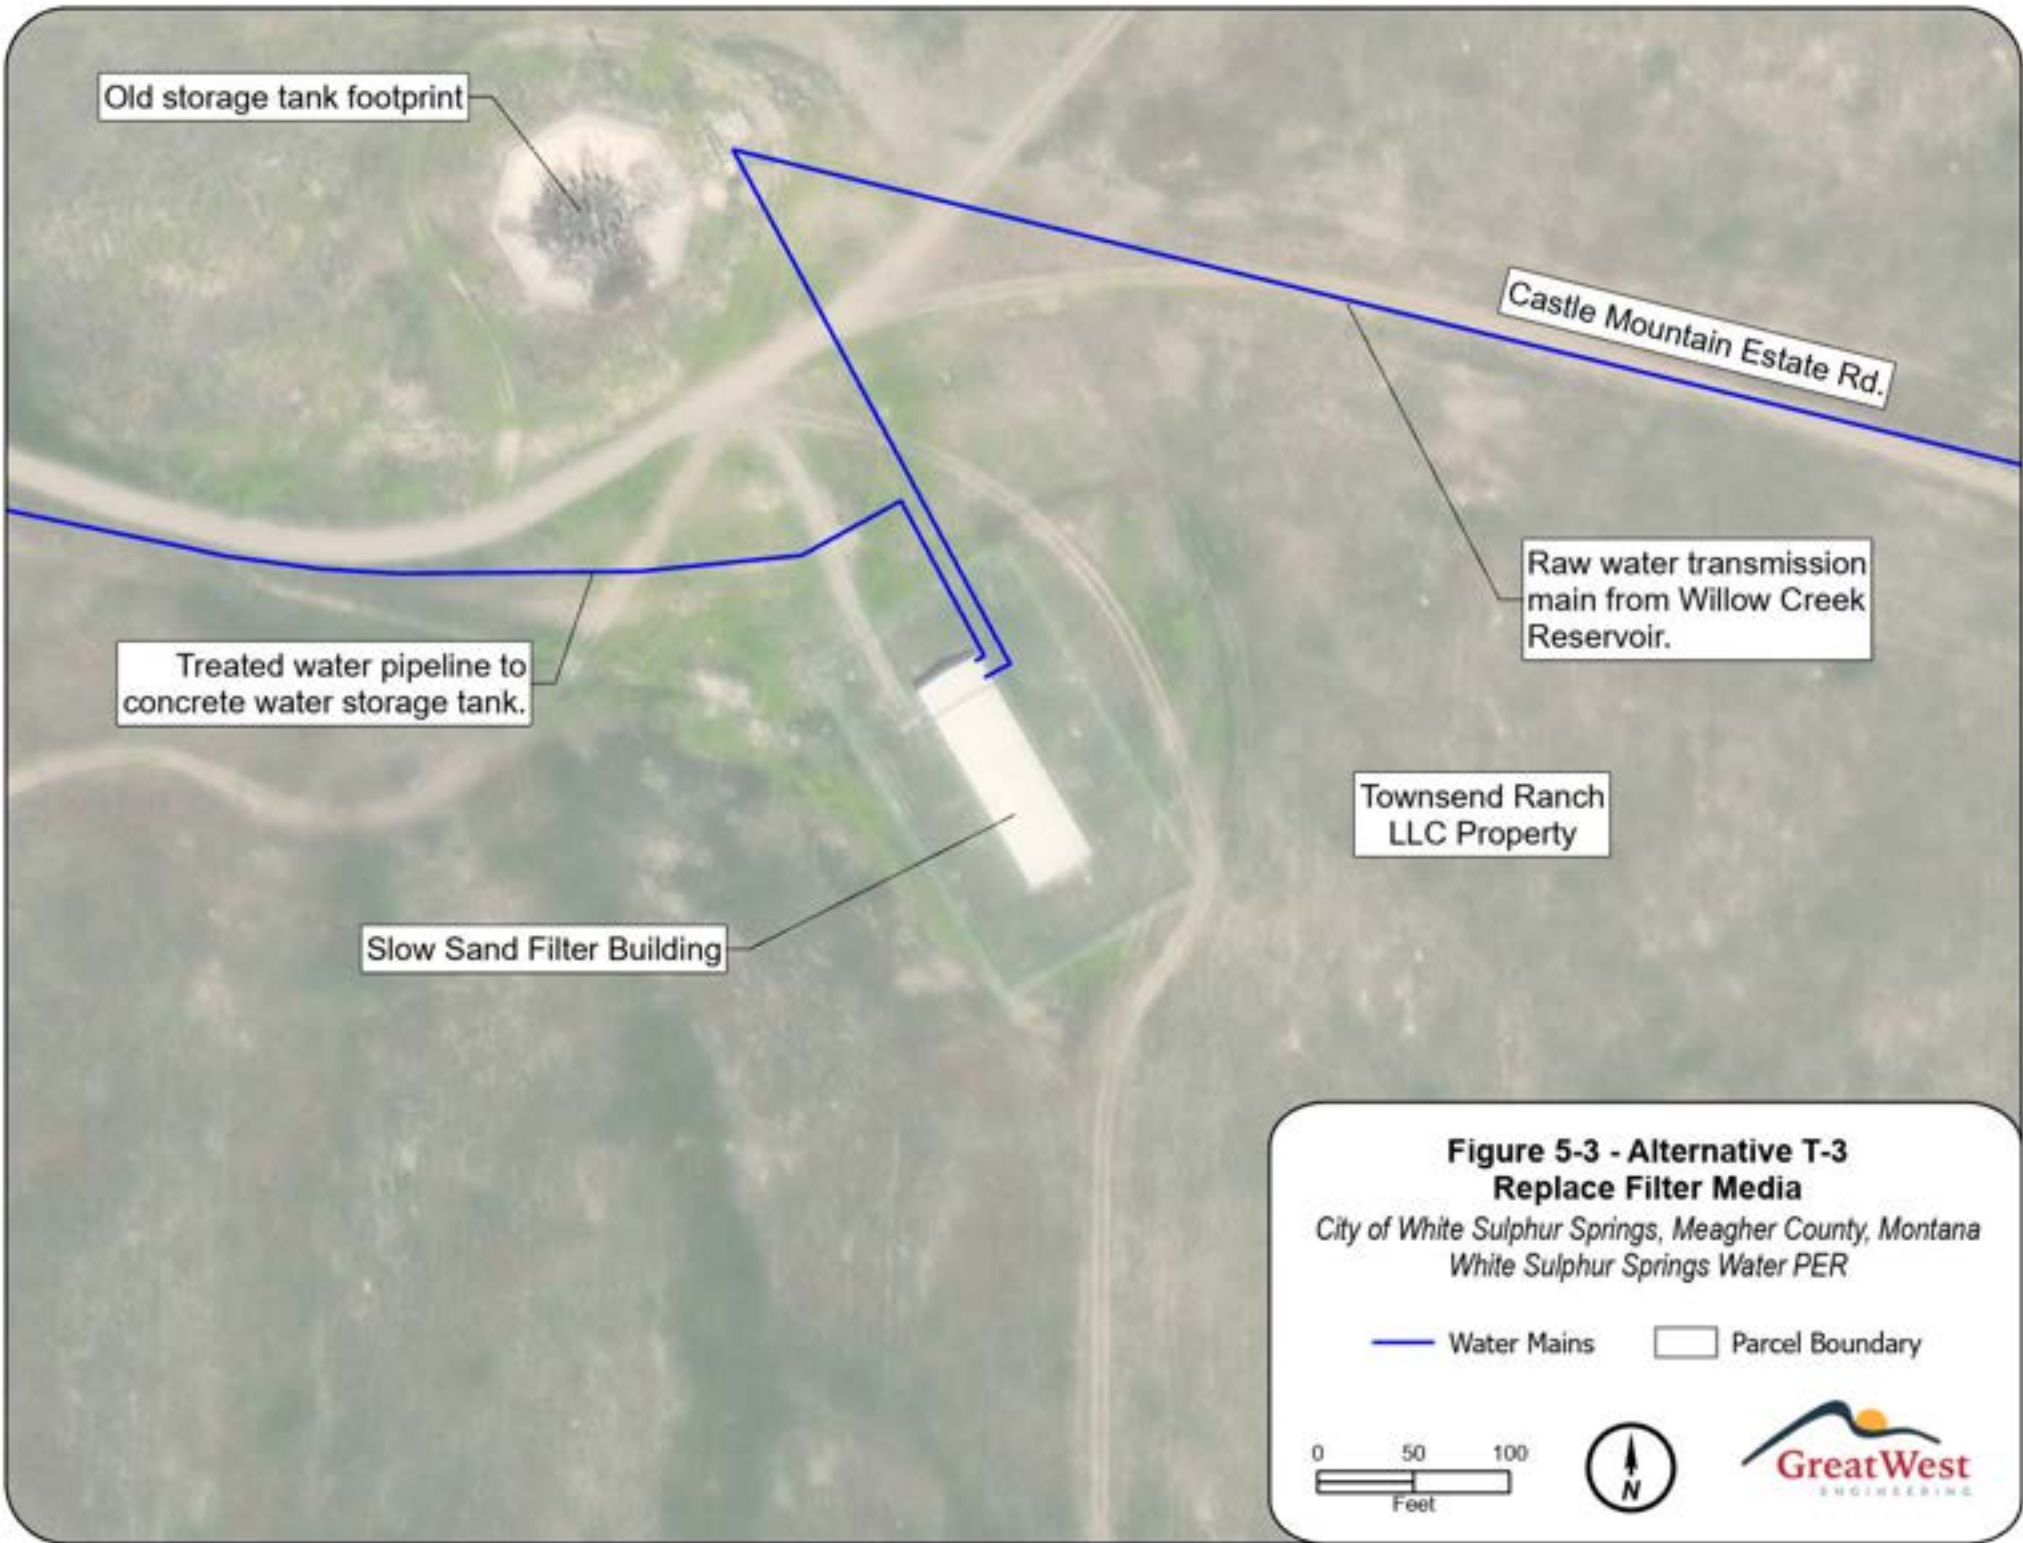 Old storage tank footprint
Castle Mountain Estate Rd.
Raw water transmission
main from Willow Creek
Reservoir.
Treated water pipeline to
concrete water storage tank.
Townsend Ranch
LLC Property
Slow Sand Filter Building
Figure 5-3 - Alternative T-3
Replace Filter Media
City of White Sulphur Springs, Meagher County, Montana
White Sulphur Springs Water PER
Water Mains
Parcel Boundary
0 50 100
Feet
N
GreatWest
ENGINEERING